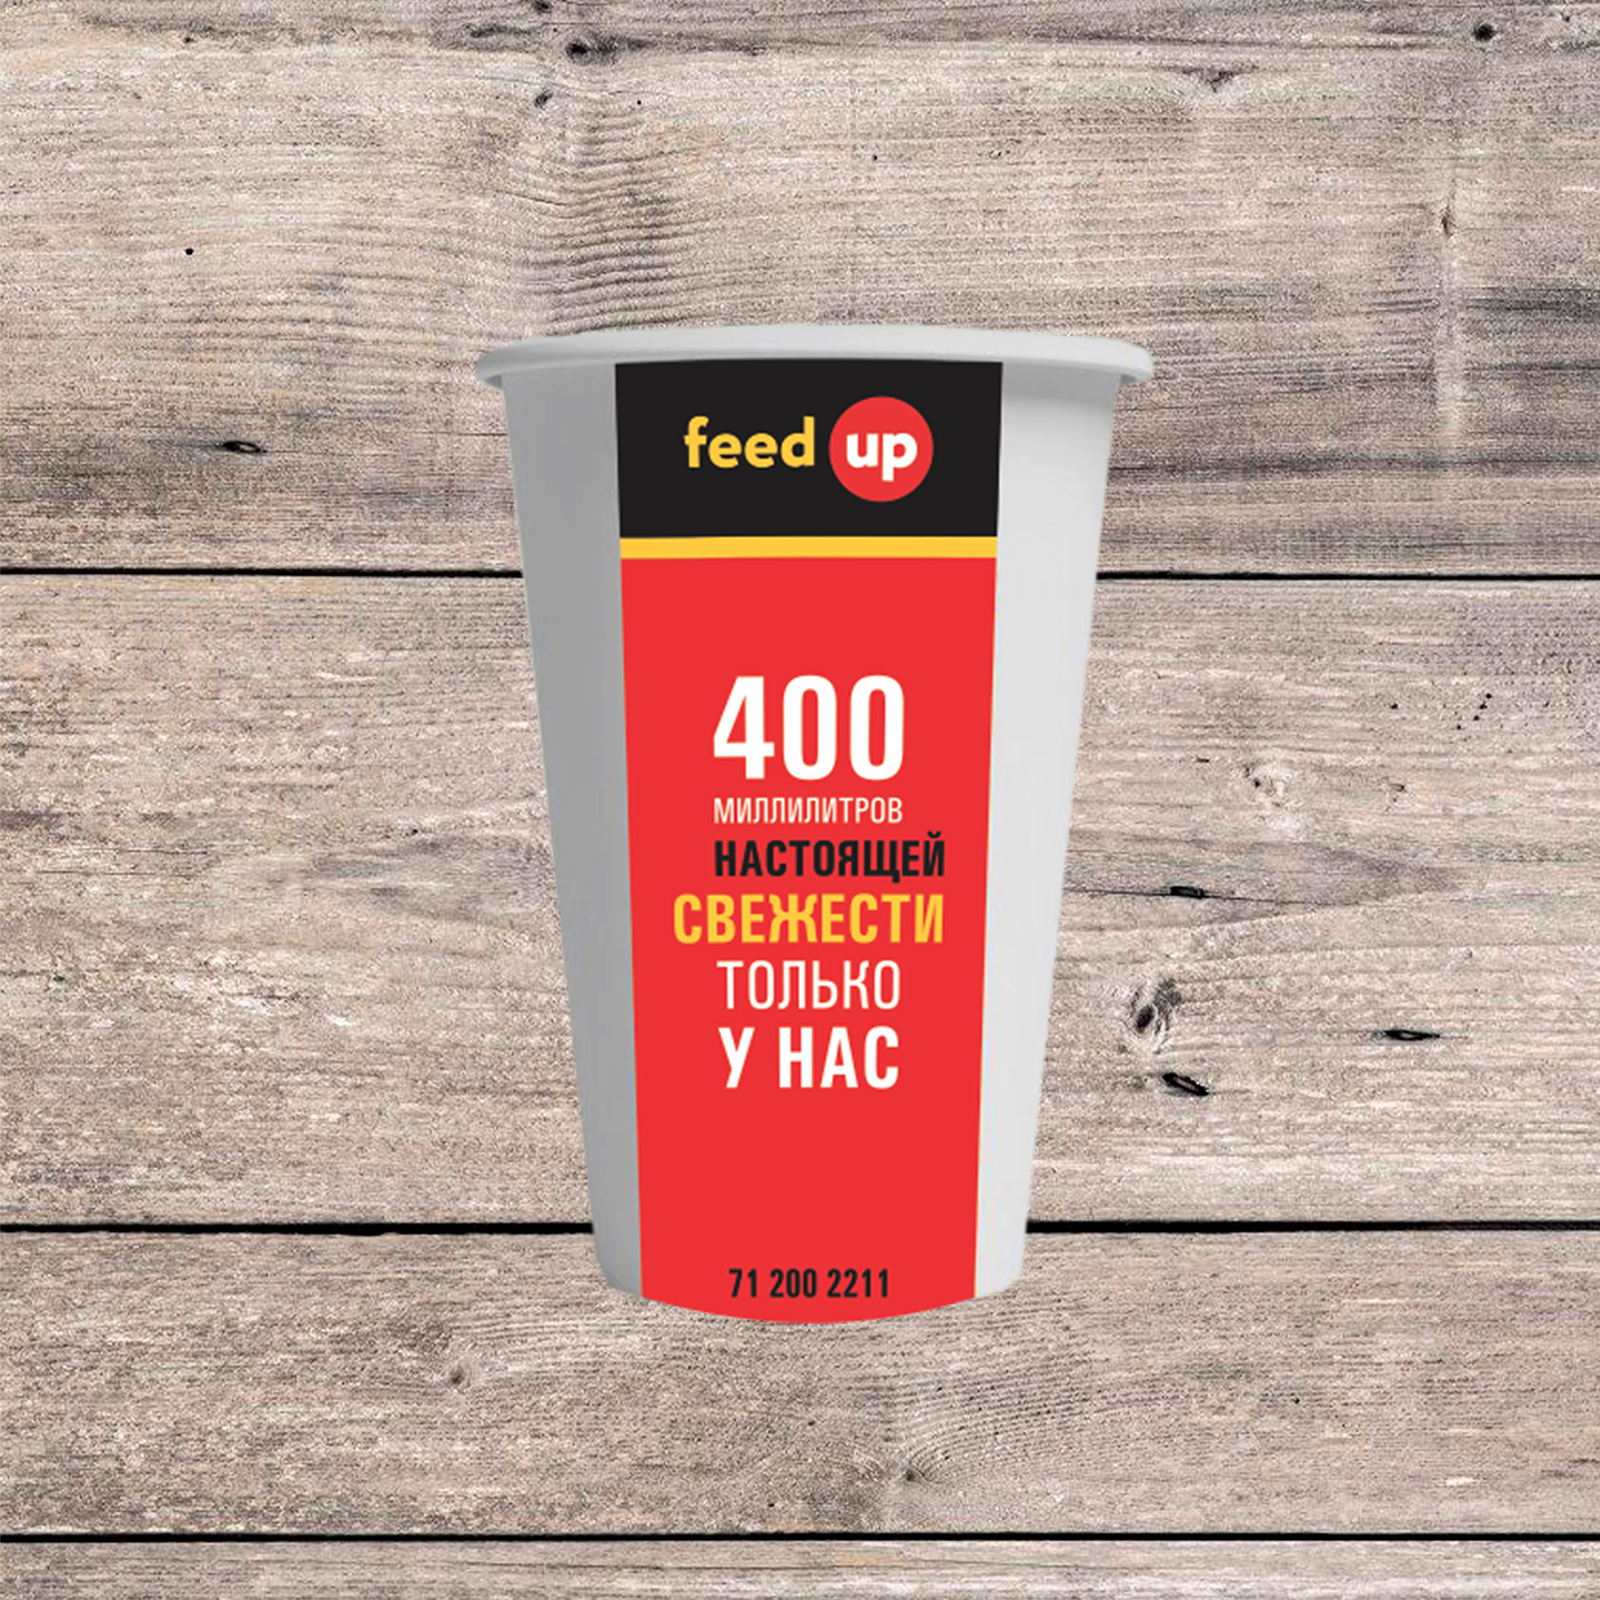 feed up
400
МИЛЛИЛИТРОВ
НАСТОЯЩЕЙ
СВЕЖЕСТИ
ТОЛЬКО
У НАС
71 200 2211